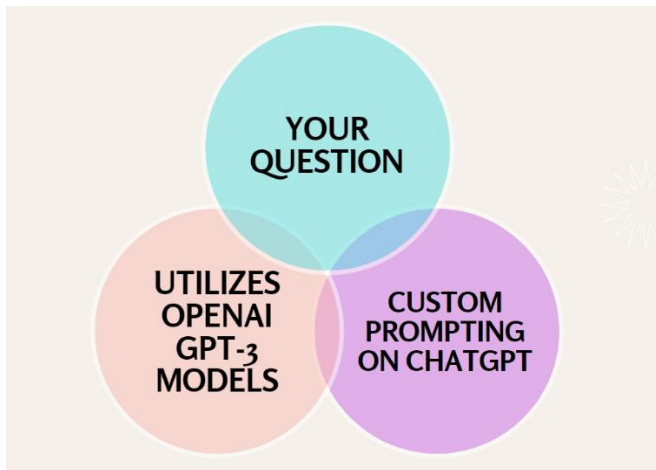 YOUR
QUESTION
UTILIZES
OPENAI
GPT-3
MODELS
CUSTOM
PROMPTING
ON CHATGPT